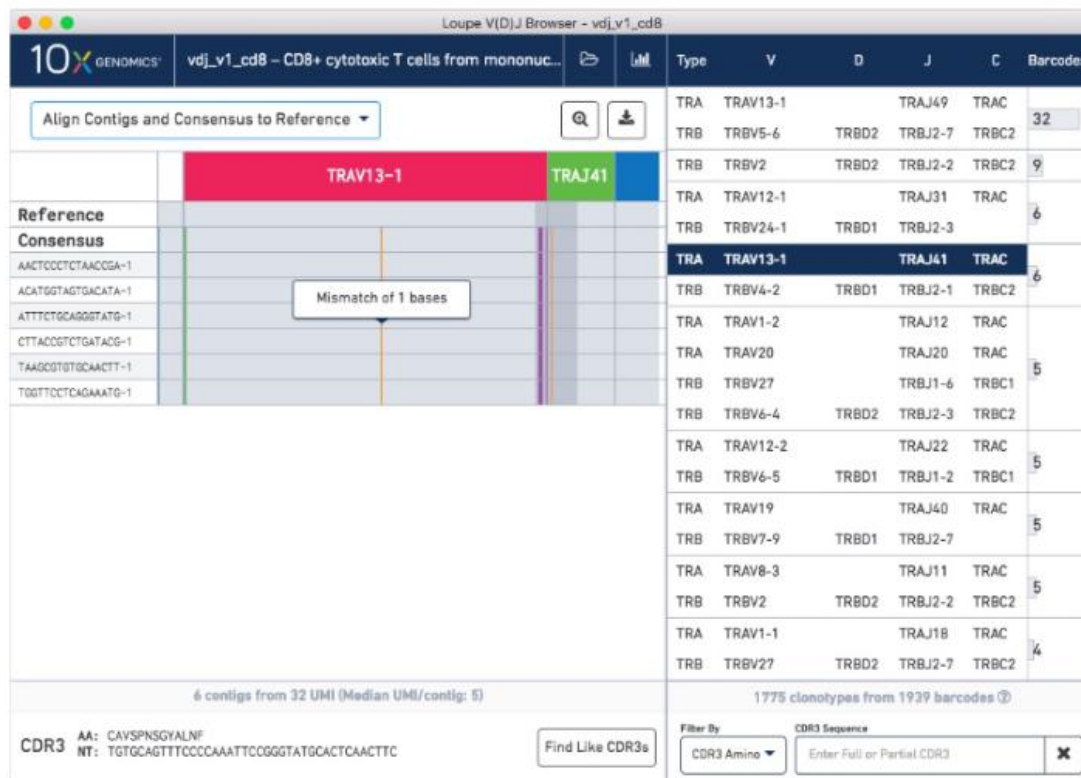 Loupe V(D)J Browser - vdj_v1_cd8
10X GENOMICS
vdj_v1_cd8 – CD8+ cytotoxic T cells from mononuc...
Align Contigs and Consensus to Reference
TRAV13-1 TRAJ41
Reference
Consensus
AACTCCCTCTAACCGA-1
ACATGGTAGTGACATA-1
ATTTCTGCAGGGTATG-1
CTTACCGTCTGATACG-1
TAAGCGTGTGCAACTT-1
TGGTTCCTCAGAAATG-1
Mismatch of 1 bases
6 contigs from 32 UMI (Median UMI/contig: 5)
CDR3
AA: CAVSPNSGYALNF
NT: TGTGCAGTTTCCCCAAATTCCGGGTATGCACTCAACTTC
Find Like CDR3s
Type V D J C Barcode
TRA TRAV13-1 TRAJ49 TRAC
32
TRB TRBV5-6 TRBD2 TRBJ2-7 TRBC2
TRB TRBV2 TRBD2 TRBJ2-2 TRBC2 9
TRA TRAV12-1 TRAJ31 TRAC
6
TRB TRBV24-1 TRBD1 TRBJ2-3
TRA TRAV13-1 TRAJ41 TRAC
6
TRB TRBV4-2 TRBD1 TRBJ2-1 TRBC2
TRA TRAV1-2 TRAJ12 TRAC
TRA TRAV20 TRAJ20 TRAC
5
TRB TRBV27 TRBJ1-6 TRBC1
TRB TRBV6-4 TRBD2 TRBJ2-3 TRBC2
TRA TRAV12-2 TRAJ22 TRAC
5
TRB TRBV6-5 TRBD1 TRBJ1-2 TRBC1
TRA TRAV19 TRAJ40 TRAC
5
TRB TRBV7-9 TRBD1 TRBJ2-7
TRA TRAV8-3 TRAJ11 TRAC
5
TRB TRBV2 TRBD2 TRBJ2-2 TRBC2
TRA TRAV1-1 TRAJ18 TRAC
4
TRB TRBV27 TRBD2 TRBJ2-7 TRBC2
1775 clonotypes from 1939 barcodes ?
Filter By CDR3 Sequence
CDR3 Amino Enter Full or Partial CDR3